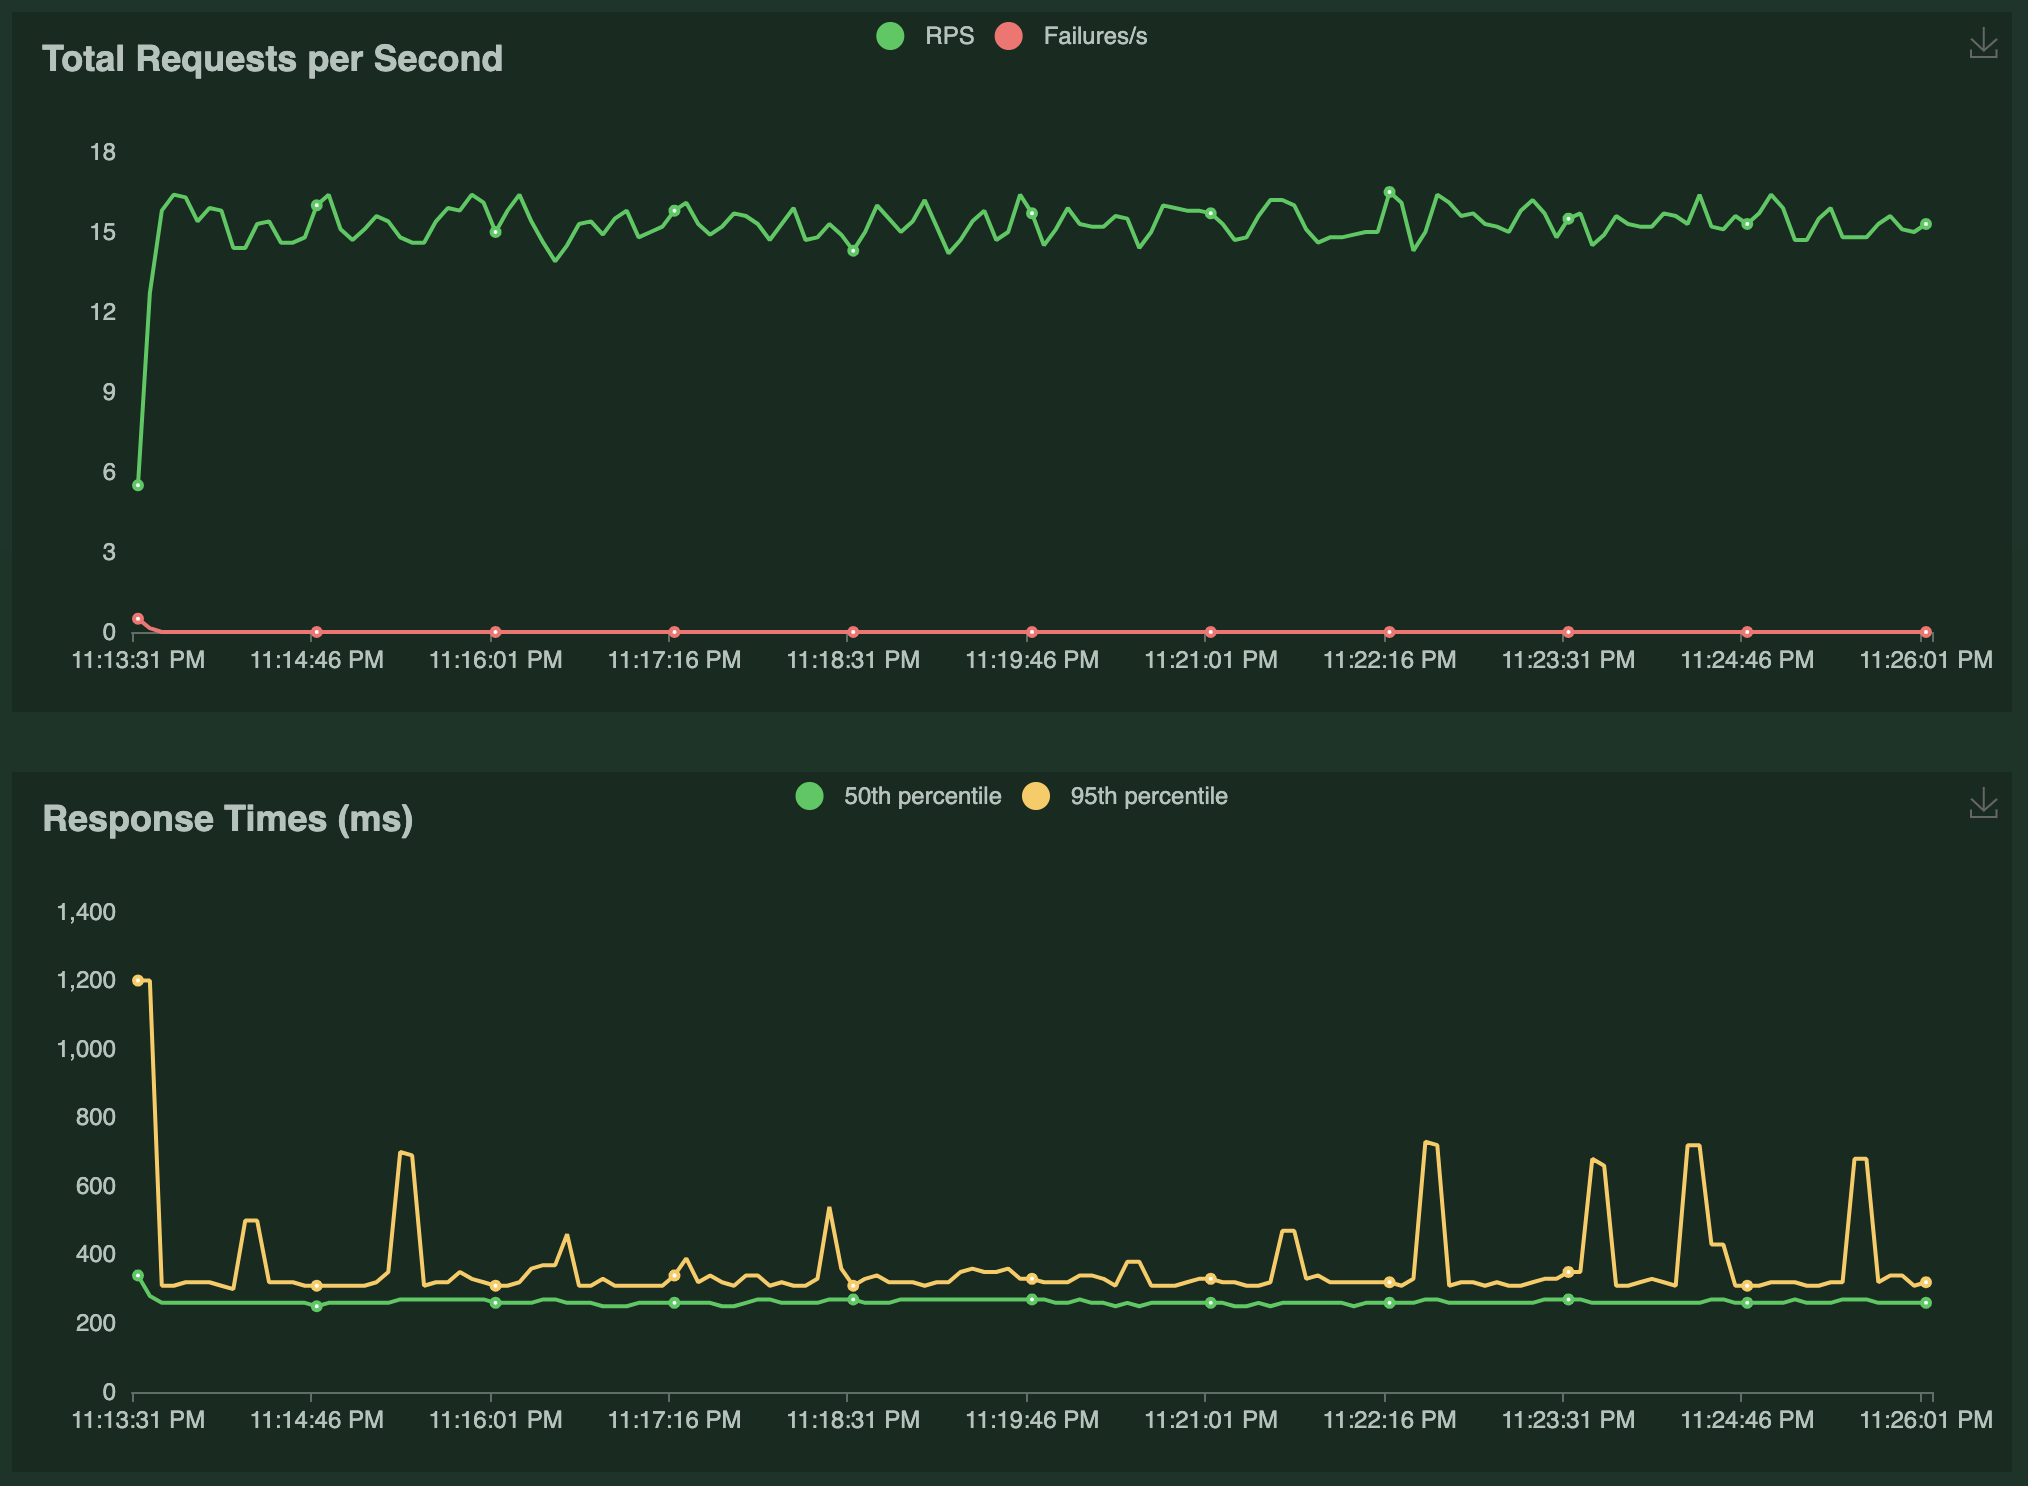 RPS Failures/s
Total Requests per Second
18
15
12
9
6
3
0
11:13:31 PM 11:14:46 PM 11:16:01 PM 11:17:16 PM 11:18:31 PM 11:19:46 PM 11:21:01 PM 11:22:16 PM 11:23:31 PM 11:24:46 PM 11:26:01 PM
50th percentile 95th percentile
Response Times (ms)
1,400
1,200
1,000
800
600
400
200
0
11:13:31 PM 11:14:46 PM 11:16:01 PM 11:17:16 PM 11:18:31 PM 11:19:46 PM 11:21:01 PM 11:22:16 PM 11:23:31 PM 11:24:46 PM 11:26:01 PM